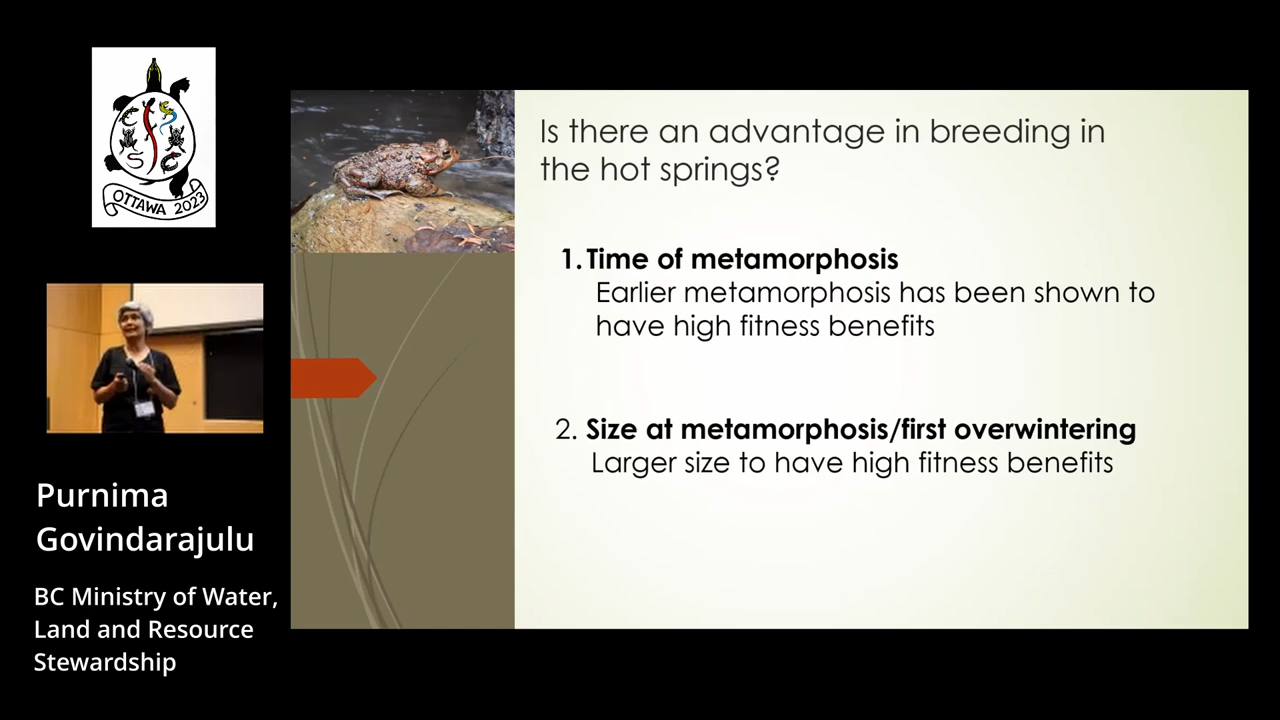 OTTAWA 2023
Purnima
Govindarajulu
BC Ministry of Water,
Land and Resource
Stewardship
Is there an advantage in breeding in
the hot springs?
1. Time of metamorphosis
Earlier metamorphosis has been shown to
have high fitness benefits
2. Size at metamorphosis/first overwintering
Larger size to have high fitness benefits